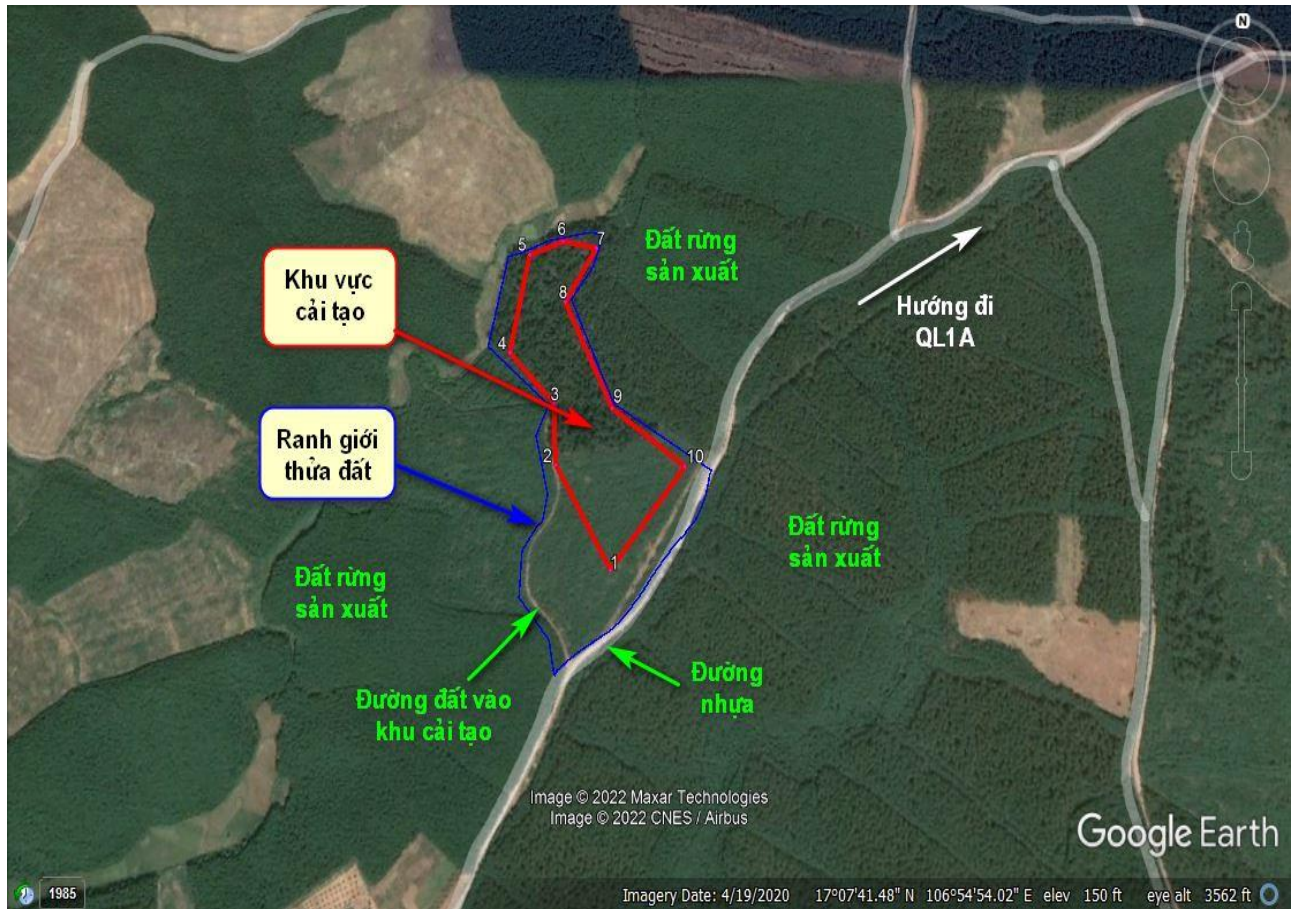 N
5
6
7
Đất rừng
sản xuất
Khu vực
cải tạo
8
Hướng đi
QL1A
4
3
9
Ranh giới
thửa đất
2
10
Đất rừng
sản xuất
1
Đất rừng
sản xuất
Đường đất vào
khu cải tạo
Đường
nhựa
Image © 2022 Maxar Technologies
Image © 2022 CNES / Airbus
Google Earth
1985
Imagery Date: 4/19/2020 17°07'41.48" N 106°54'54.02" E elev 150 ft eye alt 3562 ft